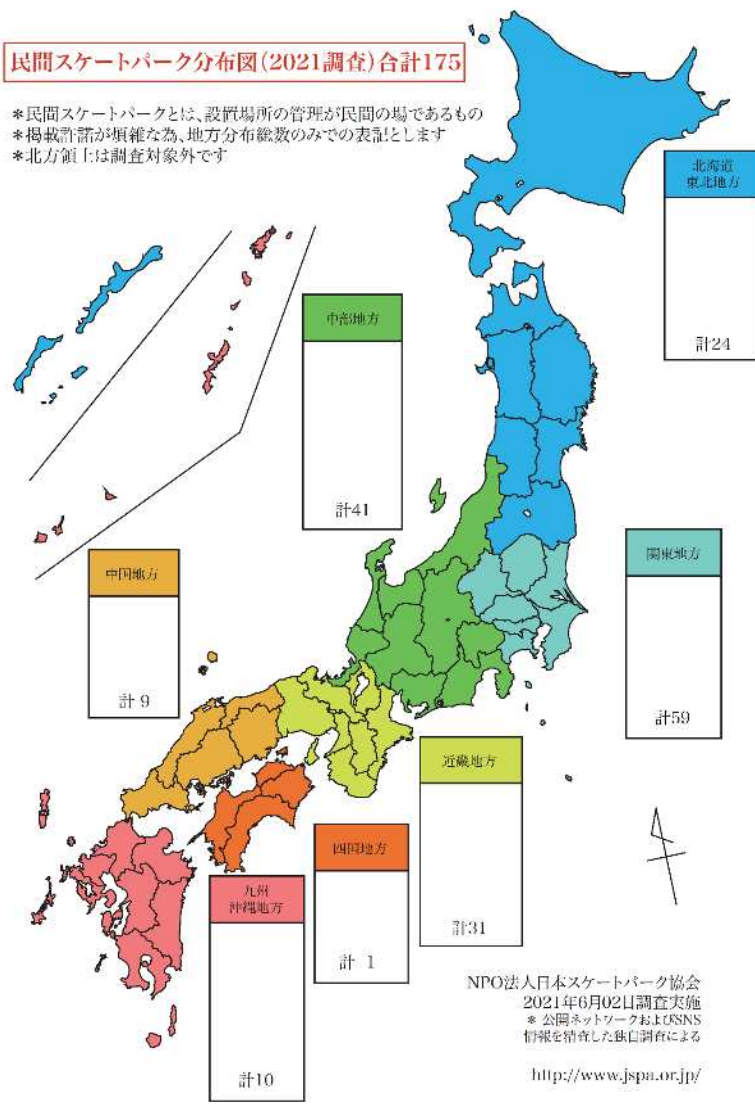 民間スケートパーク分布図(2021調査)合計175
*民間スケートパークとは、設置場所の管理が民間の場であるもの
*掲載許諾が煩雑な為、地方分布総数のみでの表記とします
*北方領土は調査対象外です
北海道
東北地方
計24
中部地方
計41
中国地方
計 9
関東地方
計59
近畿地方
計31
四国地方
計 1
九州
沖縄地方
計10
NPO法人日本スケートパーク協会
2021年6月02日調査実施
* 公開ネットワークおよびSNS
情報を精査した独自調査による
http://www.jspa.or.jp/